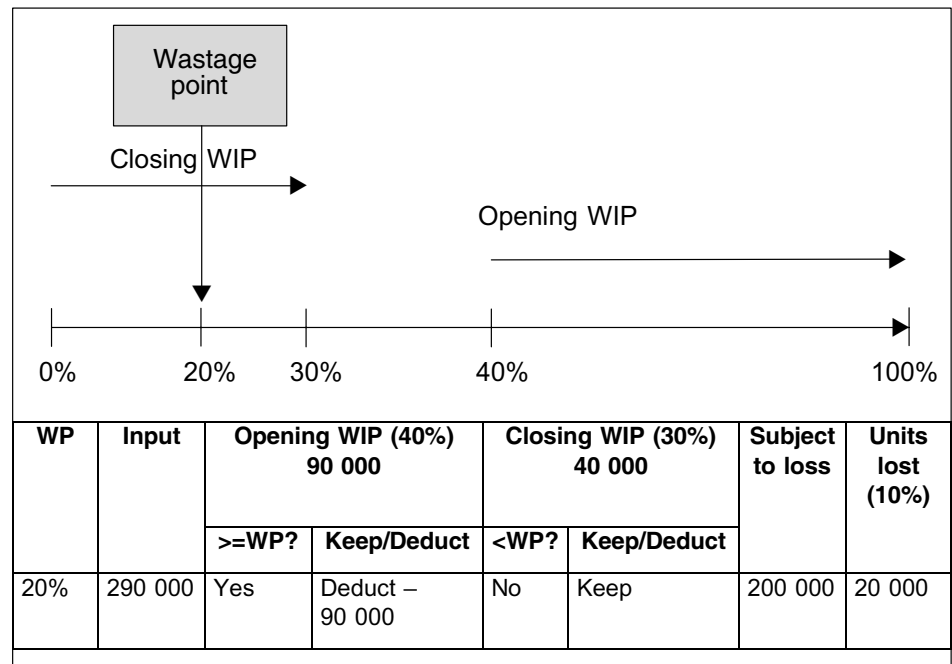 Wastage
point
Closing WIP
Opening WIP
0% 20% 30% 40% 100%
WP Input Opening WIP (40%) Closing WIP (30%) Subject Units
90 000 40 000 to loss lost
(10%)
>=WP? Keep/Deduct <WP? Keep/Deduct
20% 290 000 Yes Deduct – No Keep 200 000 20 000
90 000